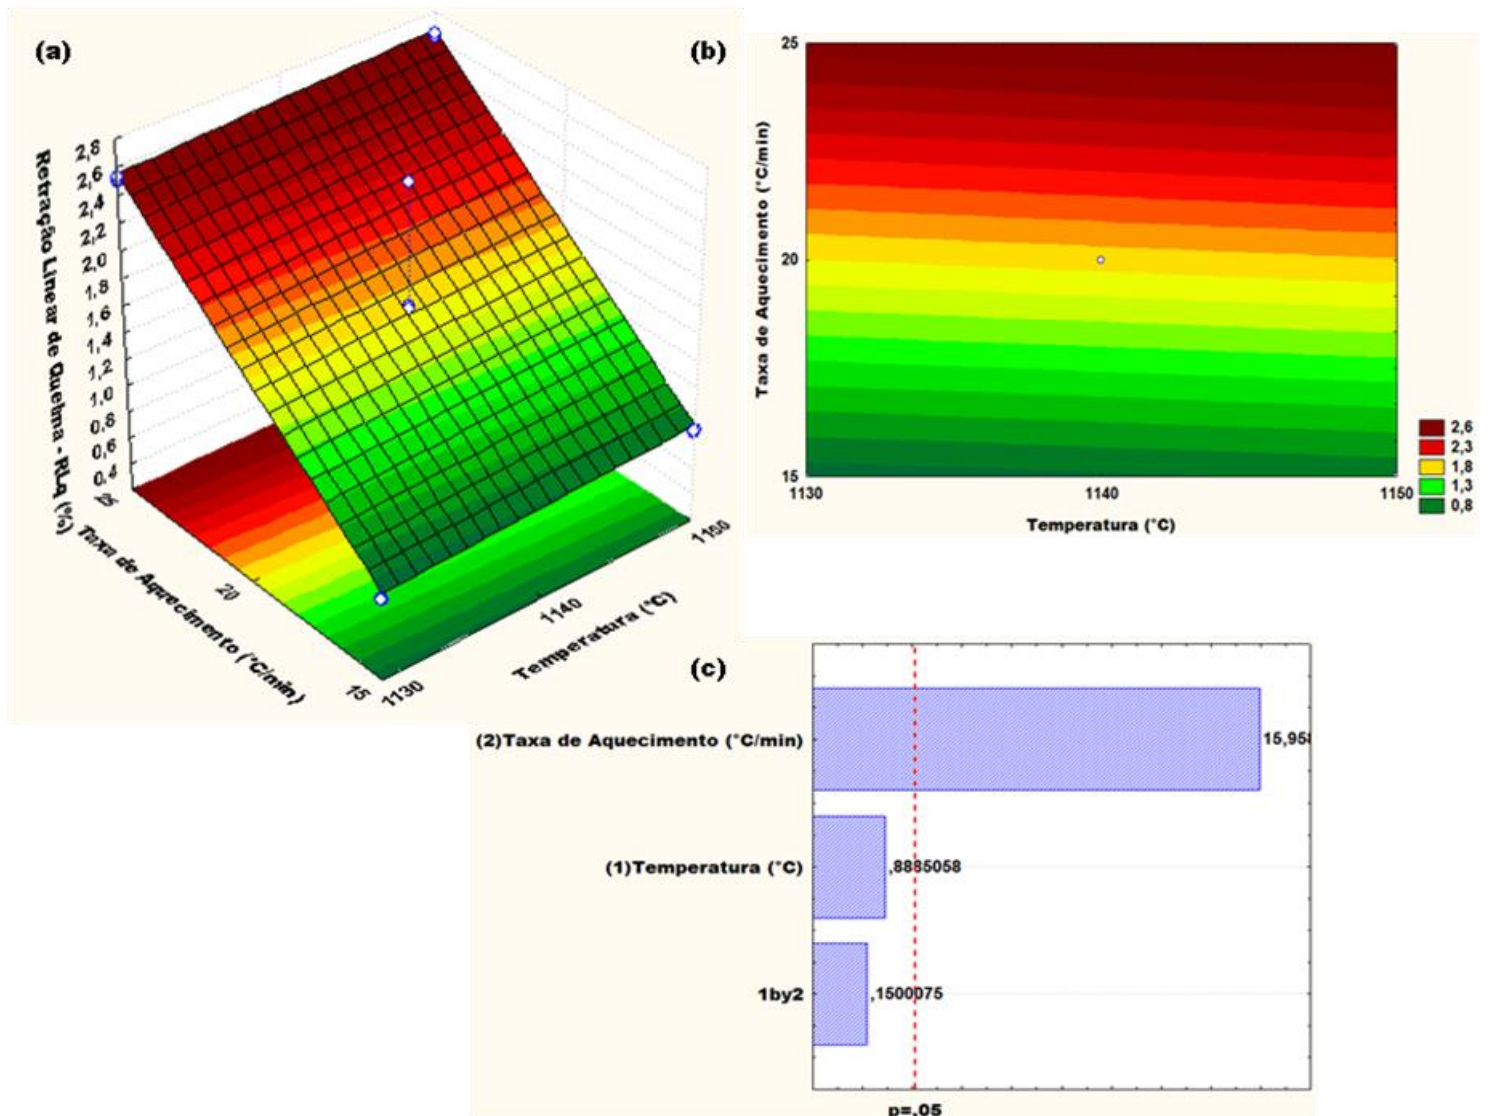 (a)
2,8
2,6
2,4
2,2
2,0
1,8
1,6
1,4
1,2
1,0
0,8
0,6
0,4
Retração Linear de Queima - RLq (%)
25
20
15
Taxa de Aquecimento (°C/min)
1130
1140
1150
Temperatura (°C)
(b)
25
20
15
Taxa de Aquecimento (°C/min)
1130
1140
1150
Temperatura (°C)
2,6
2,3
1,8
1,3
0,8
(c)
(2)Taxa de Aquecimento (°C/min)
15,958
(1)Temperatura (°C)
,8885058
1by2
,1500075
p=,05